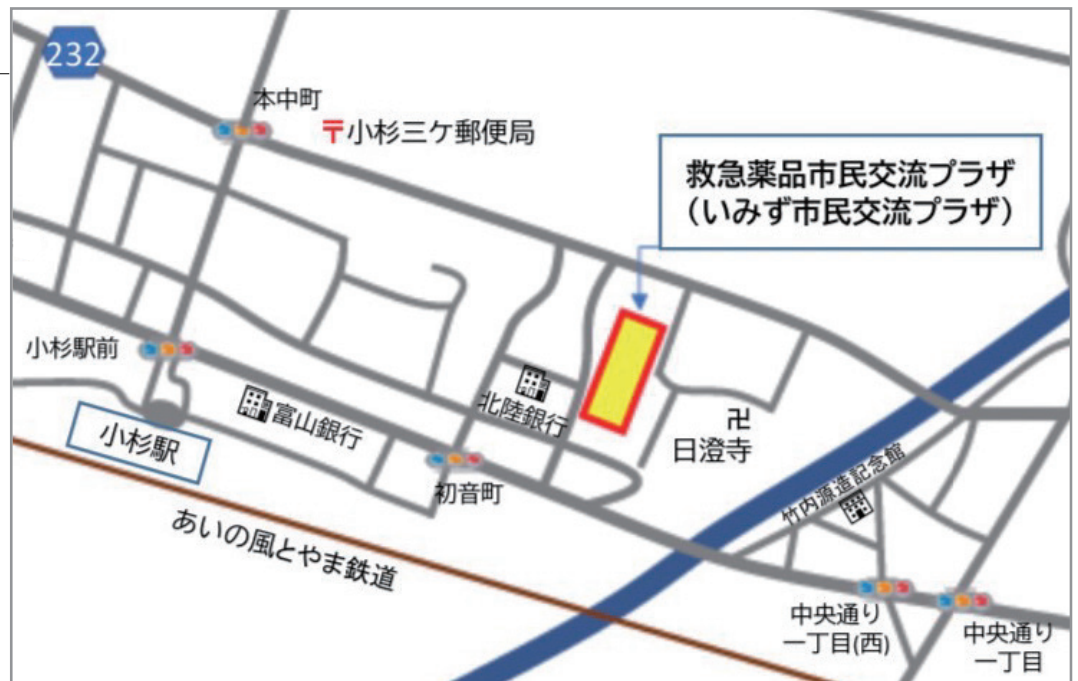 232
本中町
〒小杉三ケ郵便局
救急薬品市民交流プラザ
（いみず市民交流プラザ）
小杉駅前
富山銀行
北陸銀行
卍
日澄寺
小杉駅
初音町
竹内源造記念館
あいの風とやま鉄道
中央通り
一丁目(西)
中央通り
一丁目